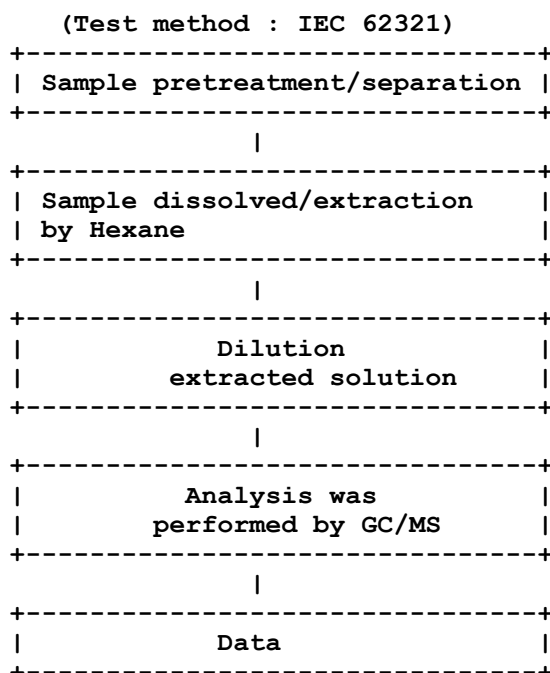 (Test method : IEC 62321)
Sample pretreatment/separation
Sample dissolved/extraction
by Hexane
Dilution
extracted solution
Analysis was
performed by GC/MS
Data